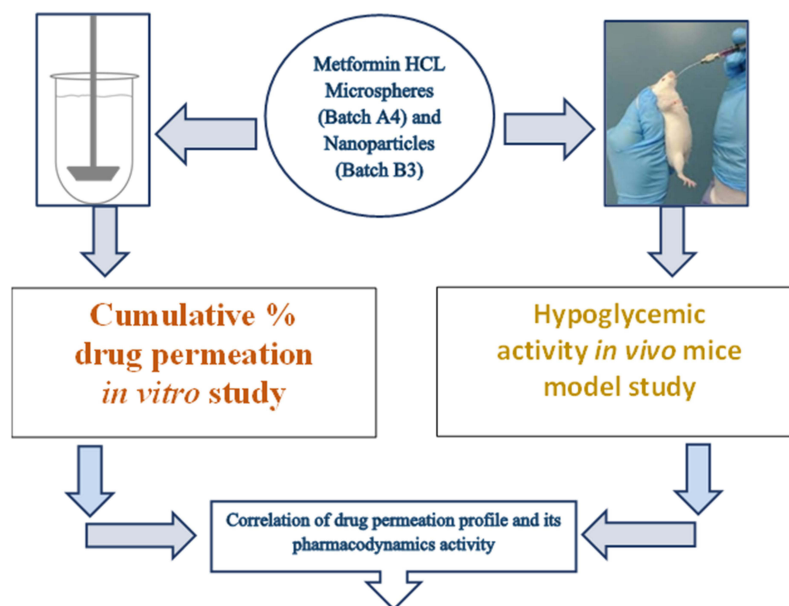 Metformin HCL
Microspheres
(Batch A4) and
Nanoparticles
(Batch B3)
Cumulative %
drug permeation
in vitro study
Hypoglycemic
activity in vivo mice
model study
Correlation of drug permeation profile and its
pharmacodynamics activity